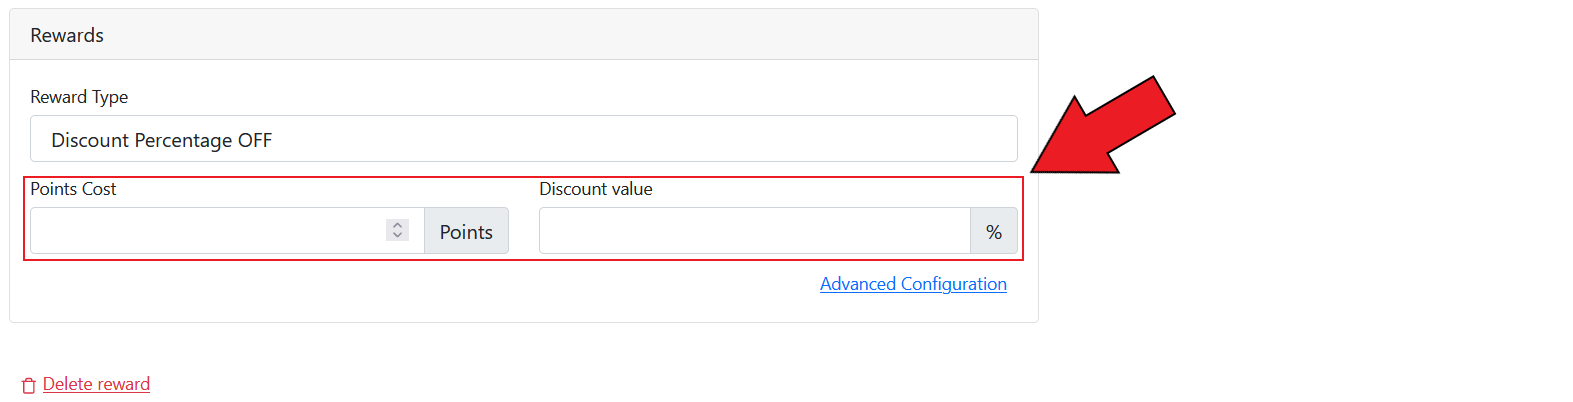 Rewards
Reward Type
Discount Percentage OFF
Points Cost
Discount value
Points
%
Advanced Configuration
Delete reward